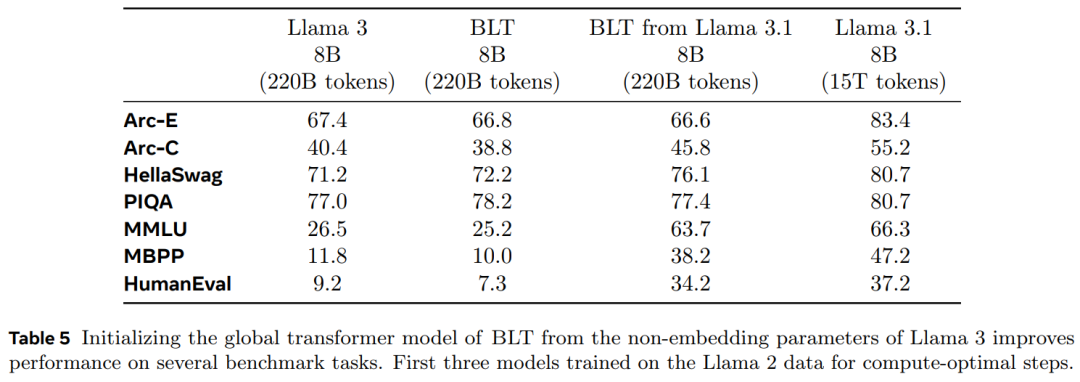 Llama 3 BLT BLT from Llama 3.1 Llama 3.1
8B 8B 8B 8B
(220B tokens) (220B tokens) (220B tokens) (15T tokens)
Arc-E 67.4 66.8 66.6 83.4
Arc-C 40.4 38.8 45.8 55.2
HellaSwag 71.2 72.2 76.1 80.7
PIQA 77.0 78.2 77.4 80.7
MMLU 26.5 25.2 63.7 66.3
MBPP 11.8 10.0 38.2 47.2
HumanEval 9.2 7.3 34.2 37.2
Table 5 Initializing the global transformer model of BLT from the non-embedding parameters of Llama 3 improves
performance on several benchmark tasks. First three models trained on the Llama 2 data for compute-optimal steps.